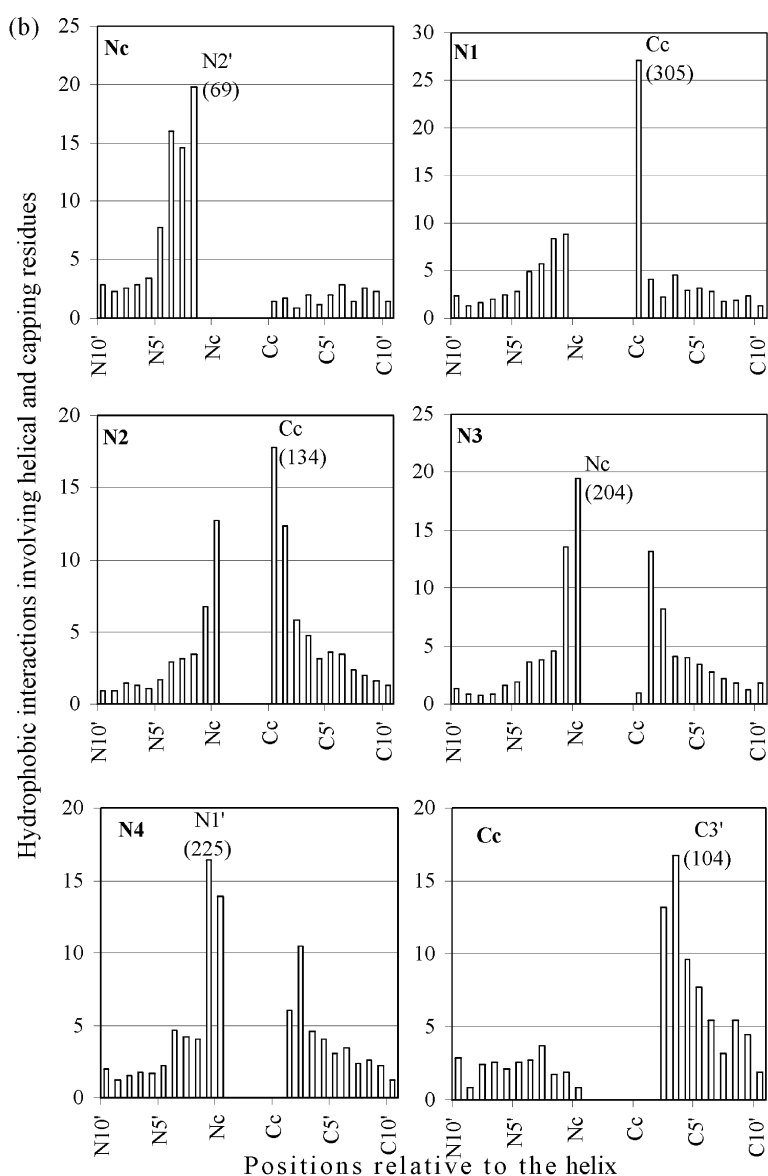 (b)
Hydrophobic interactions involving helical and capping residues
25
20
15
10
5
0
Nc
N2'
(69)
N10'
N5'
Nc
Cc
C5'
C10'
30
25
20
15
10
5
0
N1
Cc
(305)
N10'
N5'
Nc
Cc
C5'
C10'
20
15
10
5
0
N2
Cc
(134)
N10'
N5'
Nc
Cc
C5'
C10'
25
20
15
10
5
0
N3
Nc
(204)
N10'
N5'
Nc
Cc
C5'
C10'
20
15
10
5
0
N4
N1'
(225)
N10'
N5'
Nc
Cc
C5'
C10'
20
15
10
5
0
Cc
C3'
(104)
N10'
N5'
Nc
Cc
C5'
C10'
Positions relative to the helix